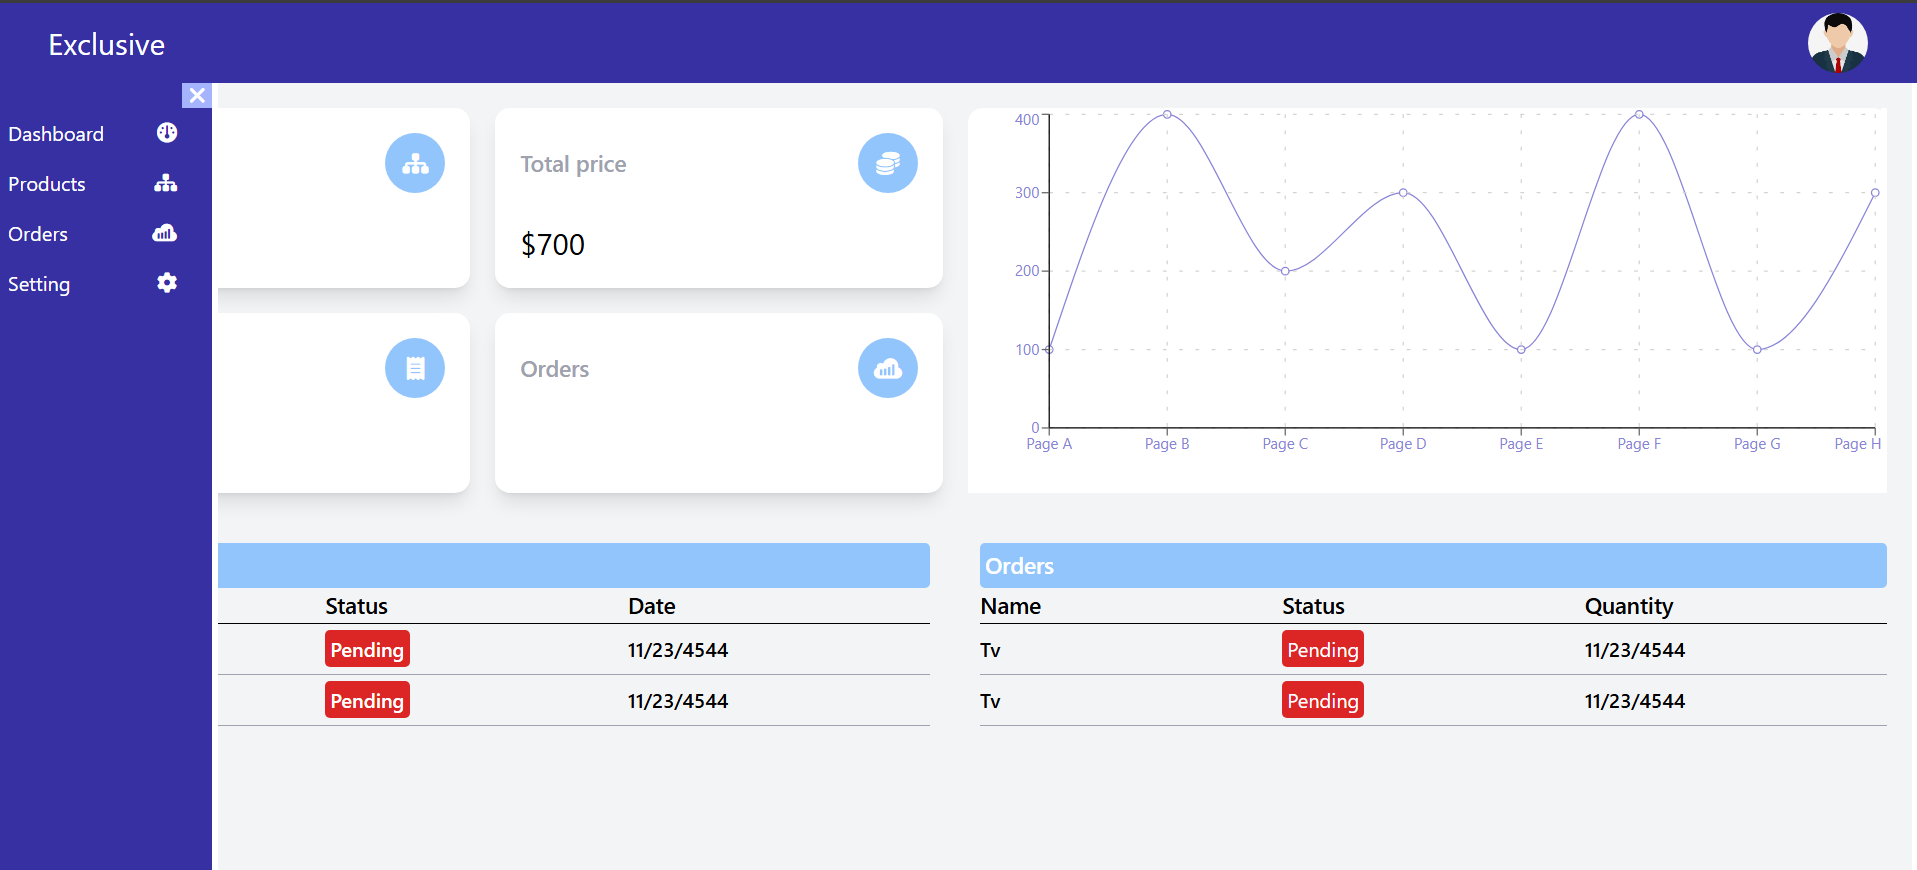 Exclusive
Dashboard
Products
Orders
Setting
Total price
$700
Orders
400
300
200
100
0
Page A Page B Page C Page D Page E Page F Page G Page H
Status Date
Pending 11/23/4544
Pending 11/23/4544
Orders
Name Status Quantity
Tv Pending 11/23/4544
Tv Pending 11/23/4544